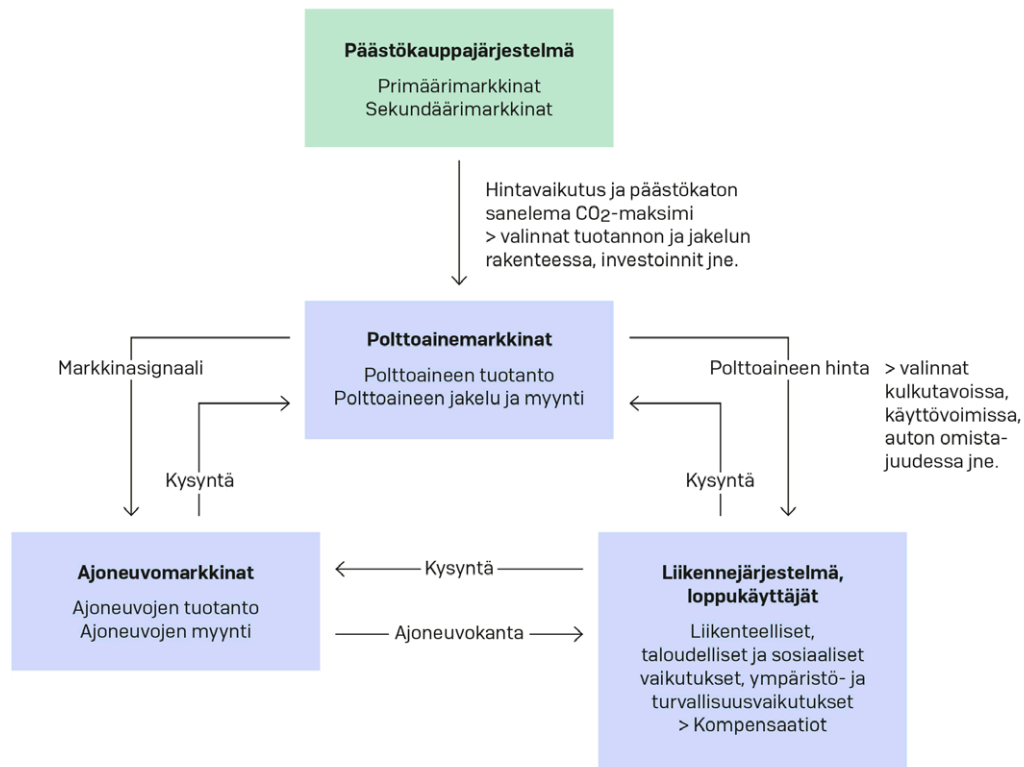 Päästökauppajärjestelmä
Primäärimarkkinat
Sekundäärimarkkinat
Hintavaikutus ja päästökaton
sanelema CO2-maksimi
> valinnat tuotannon ja jakelun
rakenteessa, investoinnit jne.
Polttoainemarkkinat
Polttoaineen tuotanto
Polttoaineen jakelu ja myynti
Markkinasignaali
Polttoaineen hinta
> valinnat
kulkutavoissa,
käyttövoimissa,
auton omista-
juudessa jne.
Kysyntä
Kysyntä
Ajoneuvomarkkinat
Ajoneuvojen tuotanto
Ajoneuvojen myynti
Kysyntä
Ajoneuvokanta
Liikennejärjestelmä,
loppukäyttäjät
Liikenteelliset,
taloudelliset ja sosiaaliset
vaikutukset, ympäristö- ja
turvallisuusvaikutukset
> Kompensaatiot